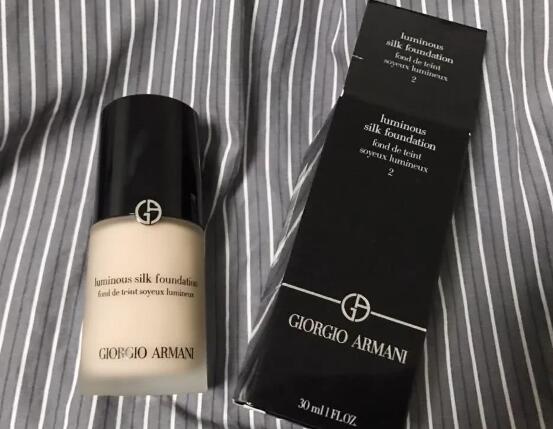 luminous silk foundation
fond de teint soyeux lumineux
GIORGIO ARMANI
luminous
silk foundation
fond de teint
soyeux lumineux
2
luminous
silk foundation
fond de teint
soyeux lumineux
2
GIORGIO ARMANI
30 ml 1 FL.OZ.